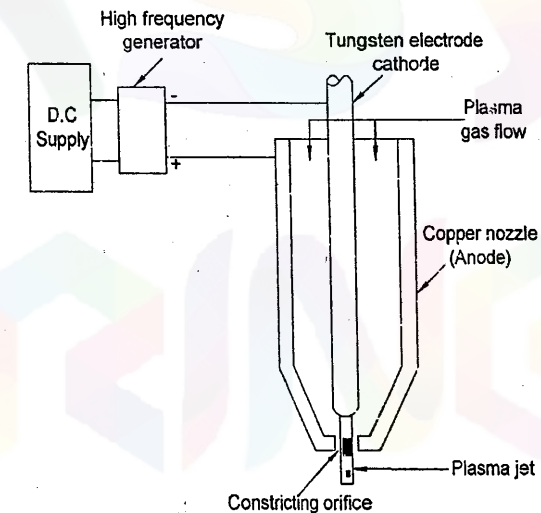 High frequency
generator
Tungsten electrode
cathode
D.C
Supply
-
+
Plasma
gas flow
Copper nozzle
(Anode)
Plasma jet
Constricting orifice